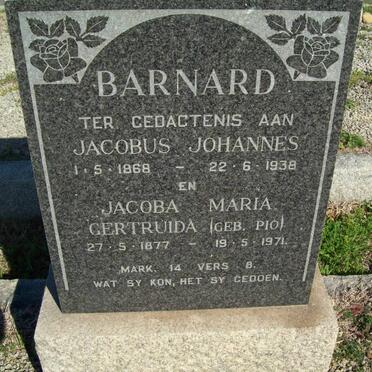 BARNARD
TER GEDACTENIS AAN
JACOBUS JOHANNES
1·5·1868 – 22·6·1938
EN
JACOBA MARIA
GERTRUIDA (GEB. PIO)
27·5·1877 – 19·5·1971.
MARK. 14 VERS 8.
WAT SY KON, HET SY GEDOEN.